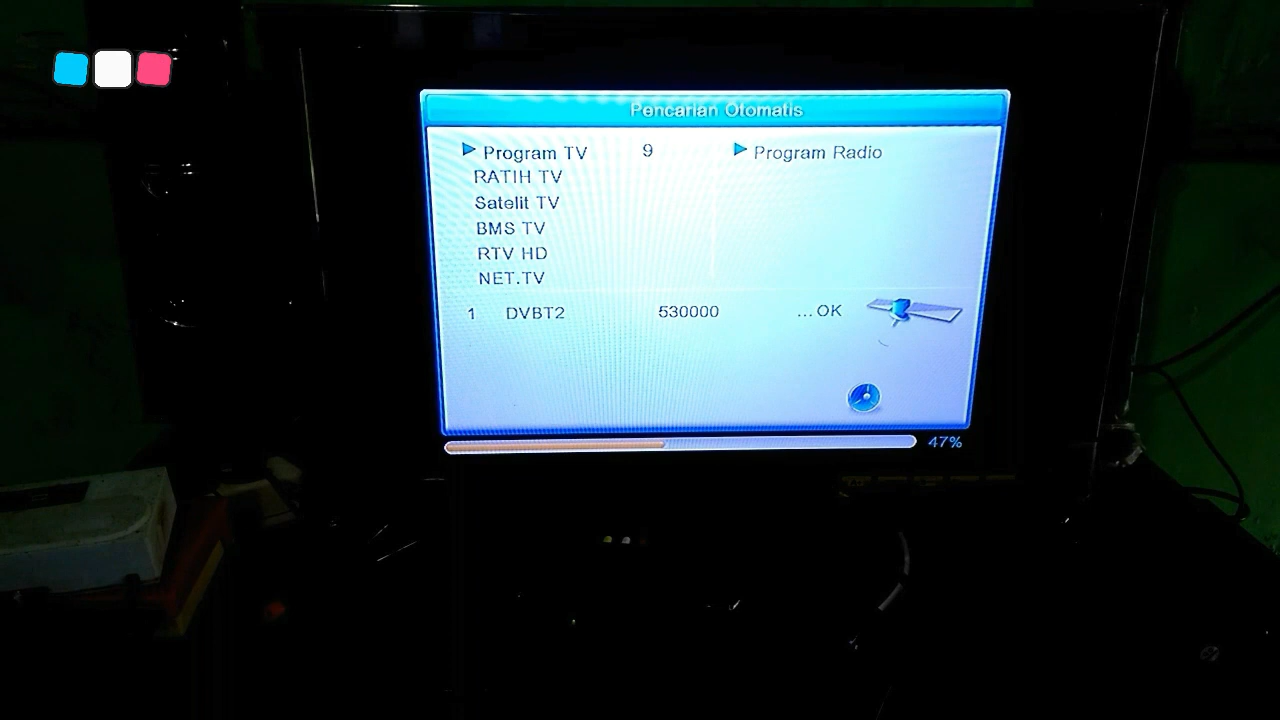 Pencarian Otomatis
Program TV 9 Program Radio
RATIH TV
Satelit TV
BMS TV
RTV HD
NET.TV
1 DVBT2 530000 ...OK
47%